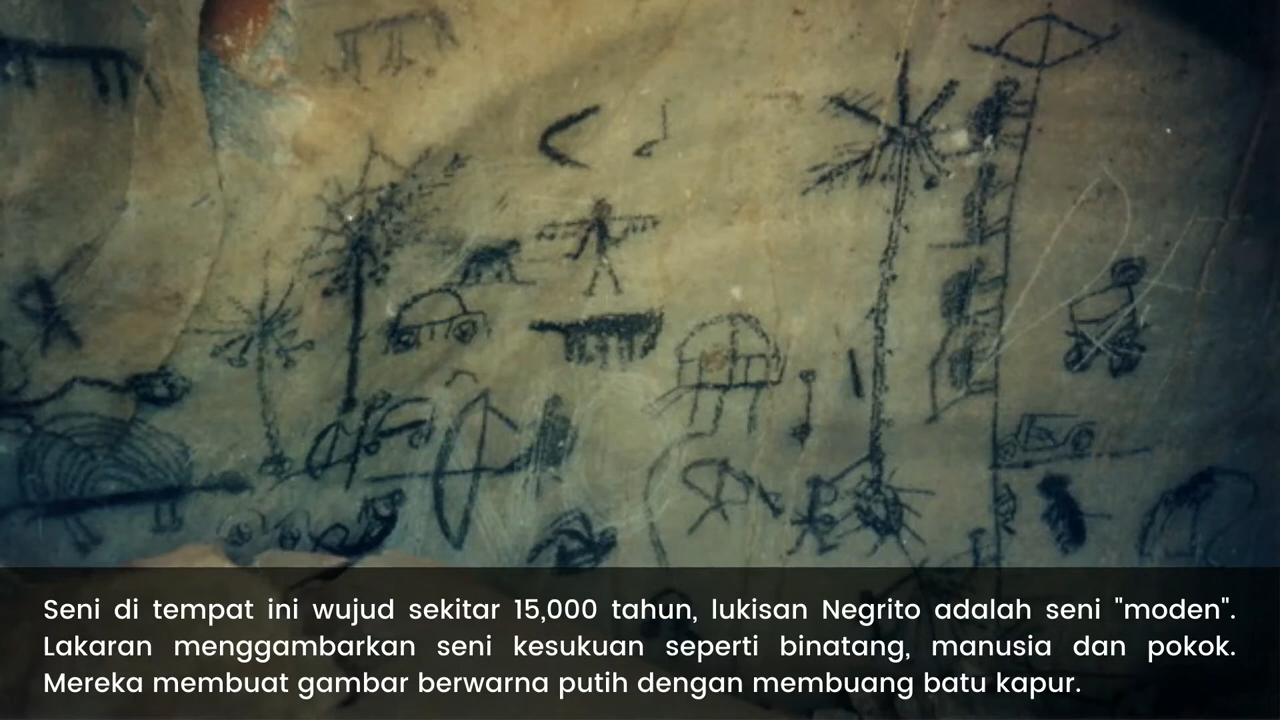 Seni di tempat ini wujud sekitar 15,000 tahun, lukisan Negrito adalah seni "moden".
Lakaran menggambarkan seni kesukuan seperti binatang, manusia dan pokok.
Mereka membuat gambar berwarna putih dengan membuang batu kapur.